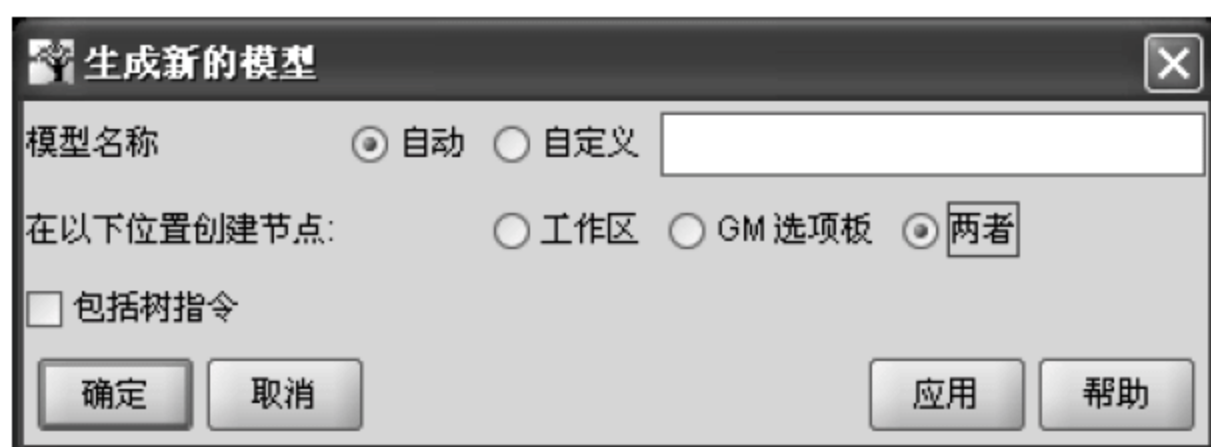 生成新的模型
模型名称 自动 自定义
在以下位置创建节点: 工作区 GM 选项板 两者
包括树指令
确定 取消 应用 帮助